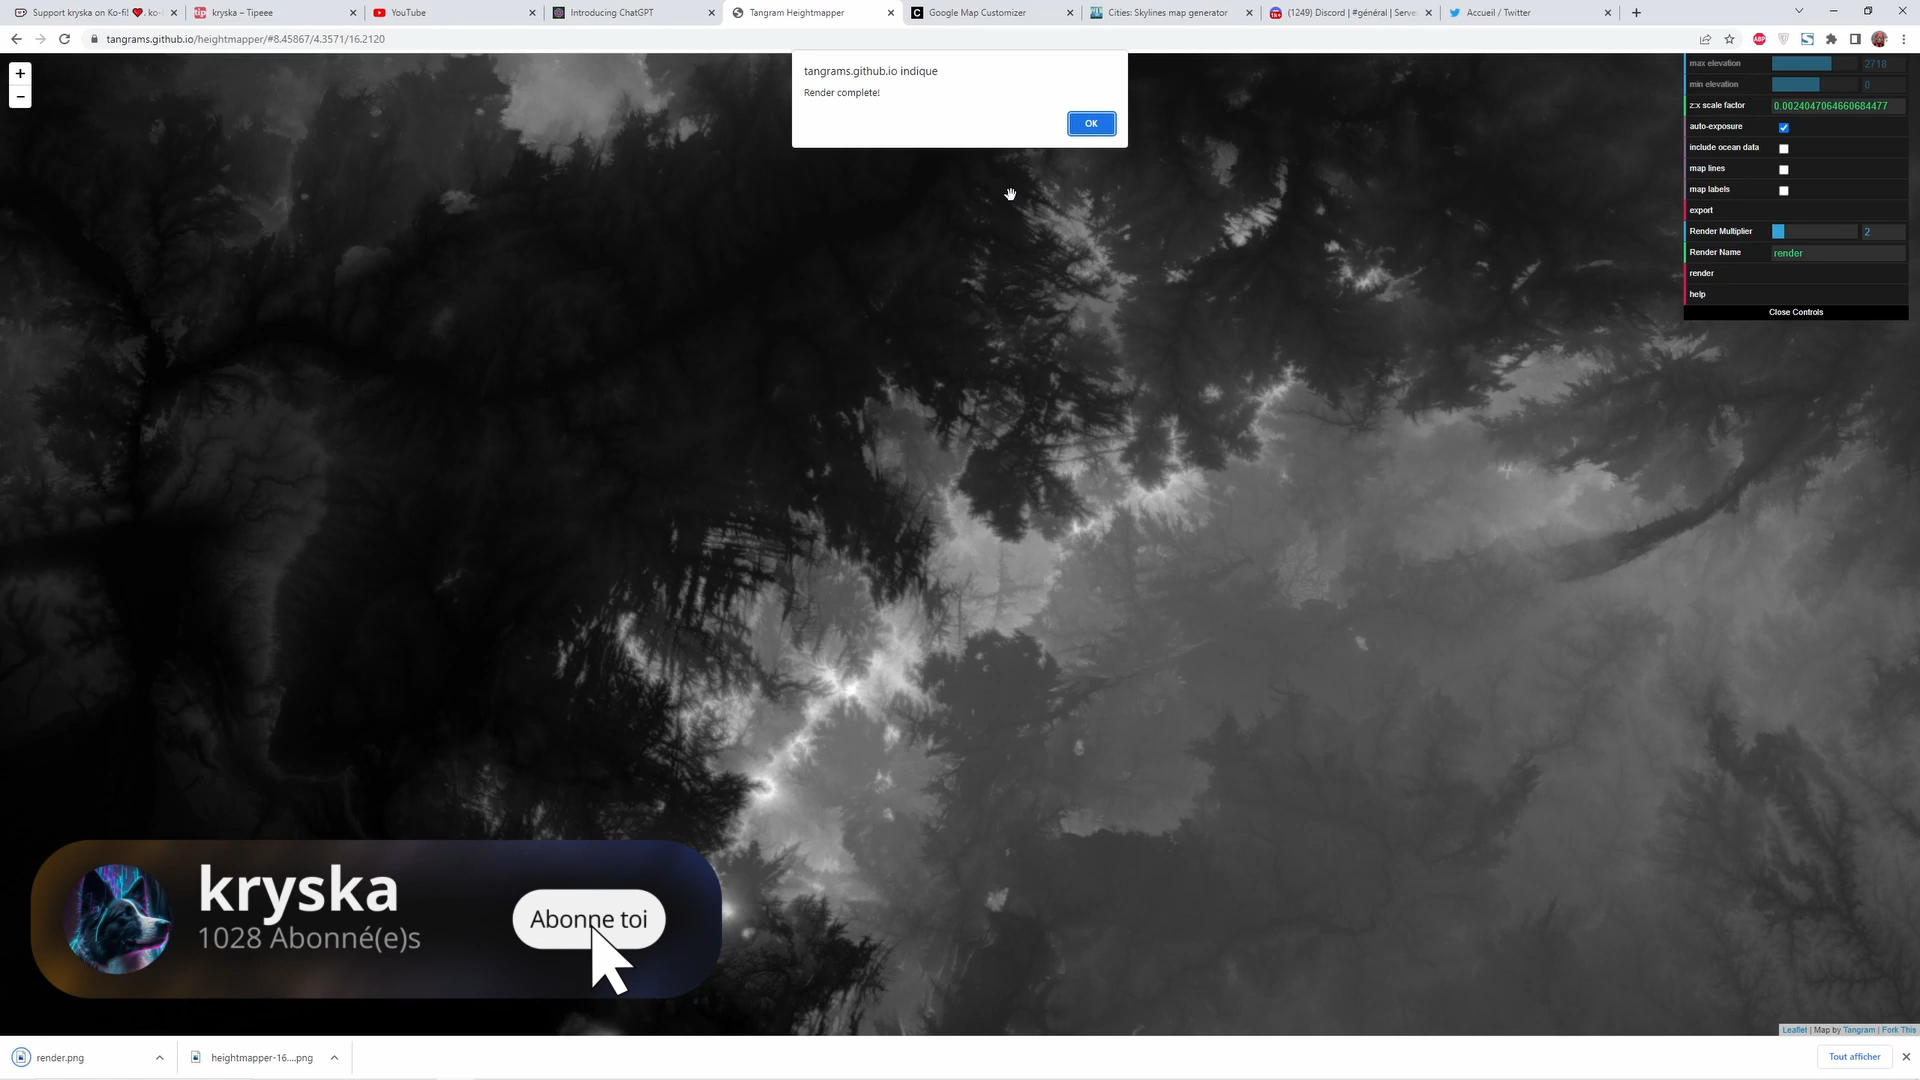 Support kryska on Ko-fi! ❤️. ko-
kryska – Tipeee
YouTube
Introducing ChatGPT
Tangram Heightmapper
Google Map Customizer
Cities: Skylines map generator
(1249) Discord | #général | Serve
Accueil / Twitter
tangrams.github.io/heightmapper/#8.45867/4.3571/16.2120
ABP
+
−
tangrams.github.io indique
Render complete!
OK
max elevation 2718
min elevation 0
z:x scale factor 0.0024047064660684477
auto-exposure
include ocean data
map lines
map labels
export
Render Multiplier 2
Render Name render
render
help
Close Controls
kryska
1028 Abonné(e)s
Abonne toi
Leaflet | Map by Tangram | Fork This
render.png
heightmapper-16....png
Tout afficher